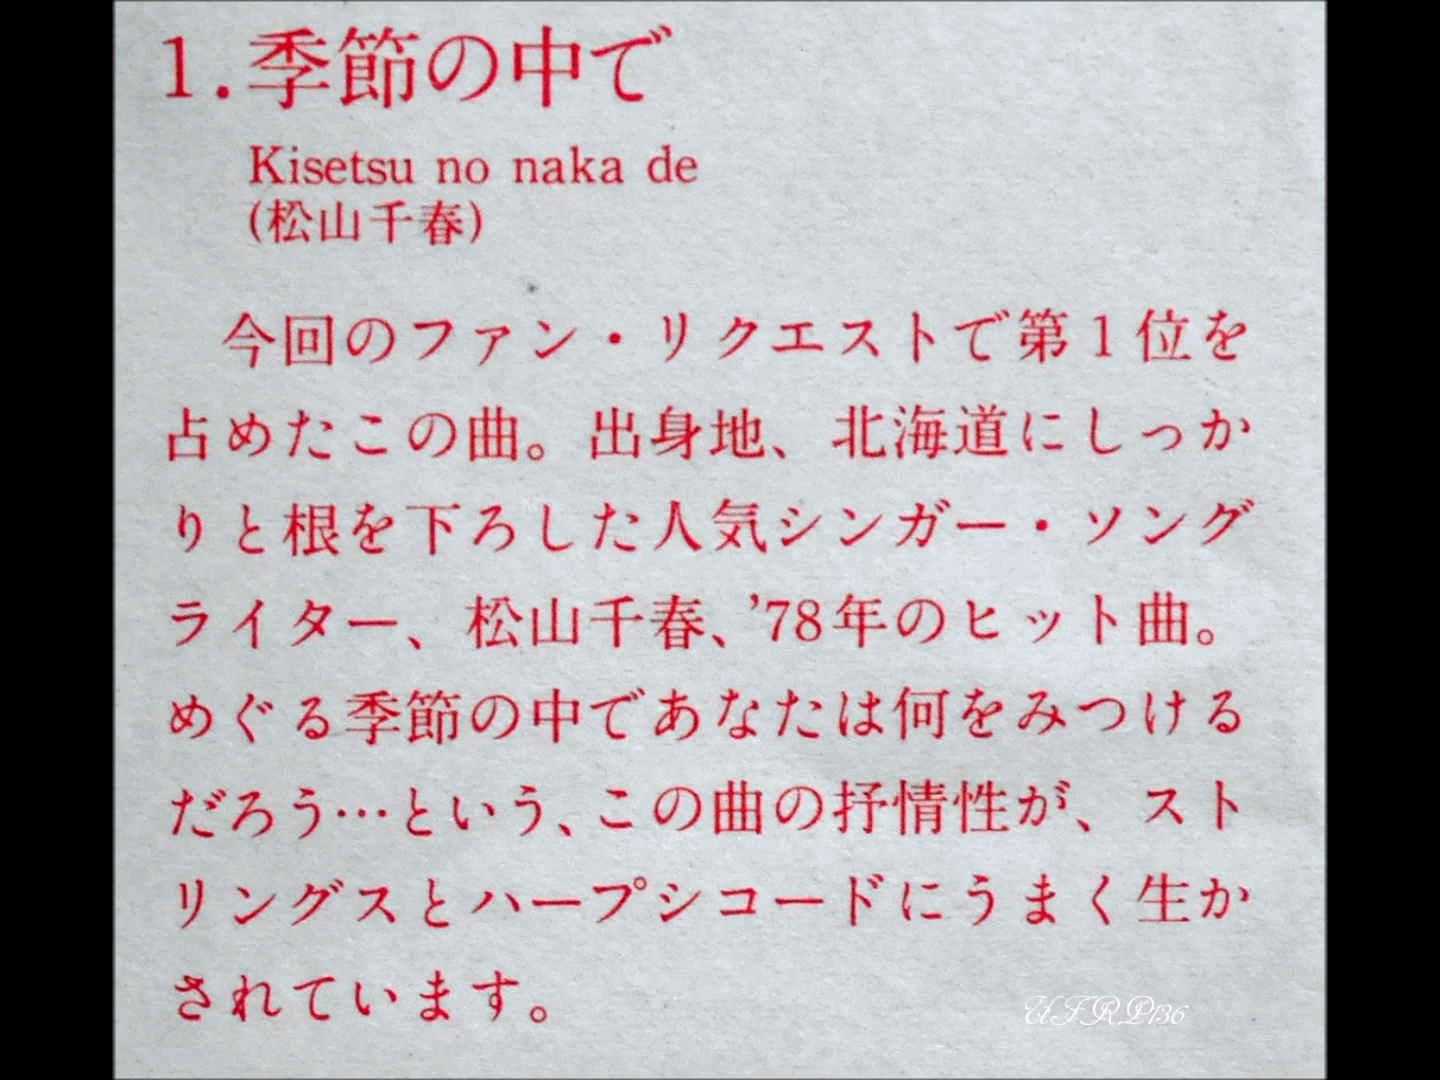 1.季節の中で
Kisetsu no naka de
(松山千春)
今回のファン・リクエストで第1位を
占めたこの曲。出身地、北海道にしっか
りと根を下ろした人気シンガー・ソング
ライター、松山千春、'78年のヒット曲。
めぐる季節の中であなたは何をみつける
だろう…という、この曲の抒情性が、スト
リングスとハープシコードにうまく生か
されています。
UFRP136